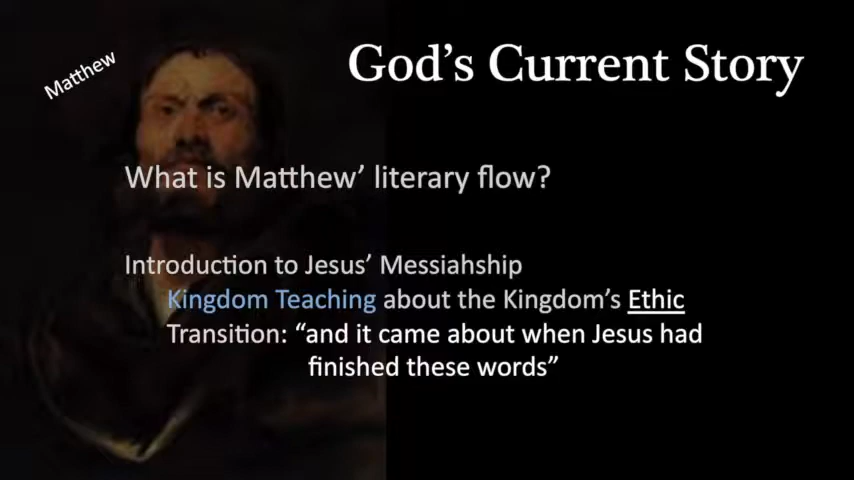 Matthew
God’s Current Story
What is Matthew’ literary flow?
Introduction to Jesus’ Messiahship
Kingdom Teaching about the Kingdom’s Ethic
Transition: “and it came about when Jesus had
finished these words”